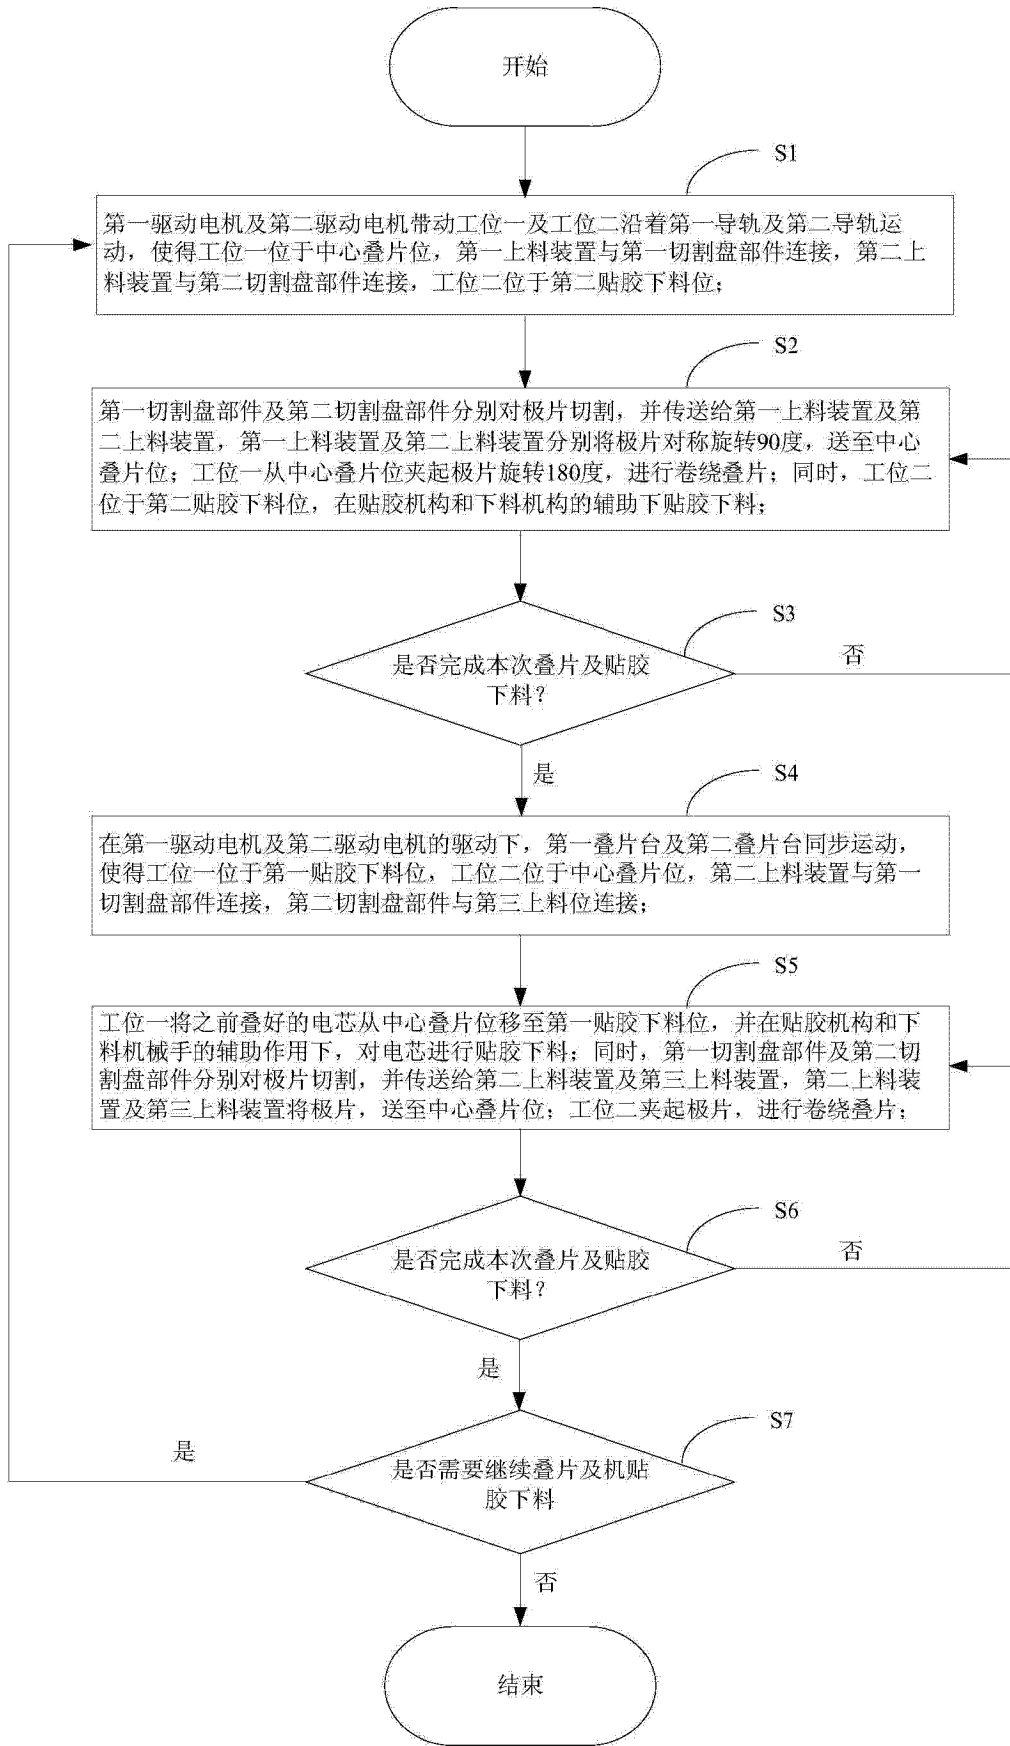 开始
S1
第一驱动电机及第二驱动电机带动工位一及工位二沿着第一导轨及第二导轨运
动，使得工位一位于中心叠片位，第一上料装置与第一切割盘部件连接，第二上
料装置与第二切割盘部件连接，工位二位于第二贴胶下料位；
S2
第一切割盘部件及第二切割盘部件分别对极片切割，并传送给第一上料装置及第
二上料装置，第一上料装置及第二上料装置分别将极片对称旋转90度，送至中心
叠片位；工位一从中心叠片位夹起极片旋转180度，进行卷绕叠片；同时，工位二
位于第二贴胶下料位，在贴胶机构和下料机构的辅助下贴胶下料；
S3
是否完成本次叠片及贴胶
下料？
否
是
S4
在第一驱动电机及第二驱动电机的驱动下，第一叠片台及第二叠片台同步运动，
使得工位一位于第一贴胶下料位，工位二位于中心叠片位，第二上料装置与第一
切割盘部件连接，第二切割盘部件与第三上料位连接；
S5
工位一将之前叠好的电芯从中心叠片位移至第一贴胶下料位，并在贴胶机构和下
料机械手的辅助作用下，对电芯进行贴胶下料；同时，第一切割盘部件及第二切
割盘部件分别对极片切割，并传送给第二上料装置及第三上料装置，第二上料装
置及第三上料装置将极片，送至中心叠片位；工位二夹起极片，进行卷绕叠片；
S6
是否完成本次叠片及贴胶
下料？
否
是
S7
是否需要继续叠片及机贴
胶下料
是
否
结束